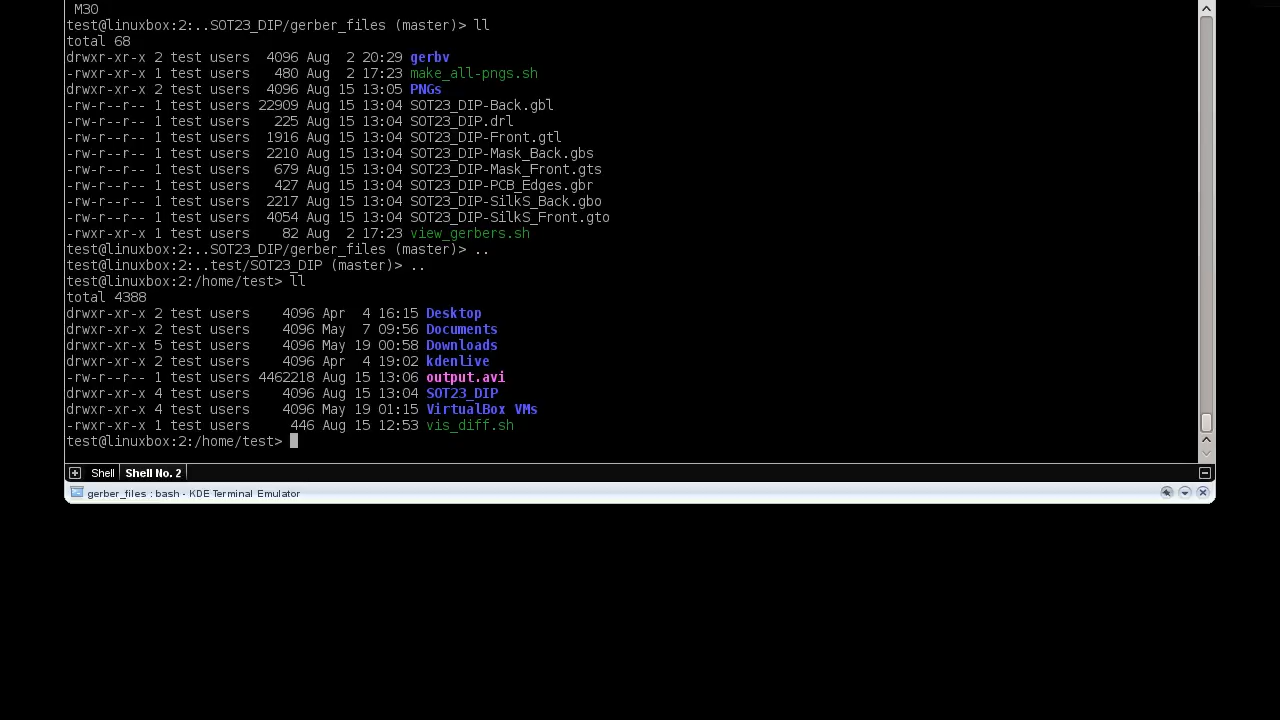 M30
test@linuxbox:2:..SOT23_DIP/gerber_files (master)> ll
total 68
drwxr-xr-x 2 test users  4096 Aug  2 20:29 gerbv
-rwxr-xr-x 1 test users   480 Aug  2 17:23 make_all-pngs.sh
drwxr-xr-x 2 test users  4096 Aug 15 13:05 PNGs
-rw-r--r-- 1 test users 22909 Aug 15 13:04 SOT23_DIP-Back.gbl
-rw-r--r-- 1 test users   225 Aug 15 13:04 SOT23_DIP.drl
-rw-r--r-- 1 test users  1916 Aug 15 13:04 SOT23_DIP-Front.gtl
-rw-r--r-- 1 test users  2210 Aug 15 13:04 SOT23_DIP-Mask_Back.gbs
-rw-r--r-- 1 test users   679 Aug 15 13:04 SOT23_DIP-Mask_Front.gts
-rw-r--r-- 1 test users   427 Aug 15 13:04 SOT23_DIP-PCB_Edges.gbr
-rw-r--r-- 1 test users  2217 Aug 15 13:04 SOT23_DIP-SilkS_Back.gbo
-rw-r--r-- 1 test users  4054 Aug 15 13:04 SOT23_DIP-SilkS_Front.gto
-rwxr-xr-x 1 test users    82 Aug  2 17:23 view_gerbers.sh
test@linuxbox:2:..SOT23_DIP/gerber_files (master)> ..
test@linuxbox:2:..test/SOT23_DIP (master)> ..
test@linuxbox:2:/home/test> ll
total 4388
drwxr-xr-x 2 test users    4096 Apr  4 16:15 Desktop
drwxr-xr-x 2 test users    4096 May  7 09:56 Documents
drwxr-xr-x 5 test users    4096 May 19 00:58 Downloads
drwxr-xr-x 2 test users    4096 Apr  4 19:02 kdenlive
-rw-r--r-- 1 test users 4462218 Aug 15 13:06 output.avi
drwxr-xr-x 4 test users    4096 Aug 15 13:04 SOT23_DIP
drwxr-xr-x 4 test users    4096 May 19 01:15 VirtualBox VMs
-rwxr-xr-x 1 test users     446 Aug 15 12:53 vis_diff.sh
test@linuxbox:2:/home/test>
Shell Shell No. 2
gerber_files : bash - KDE Terminal Emulator